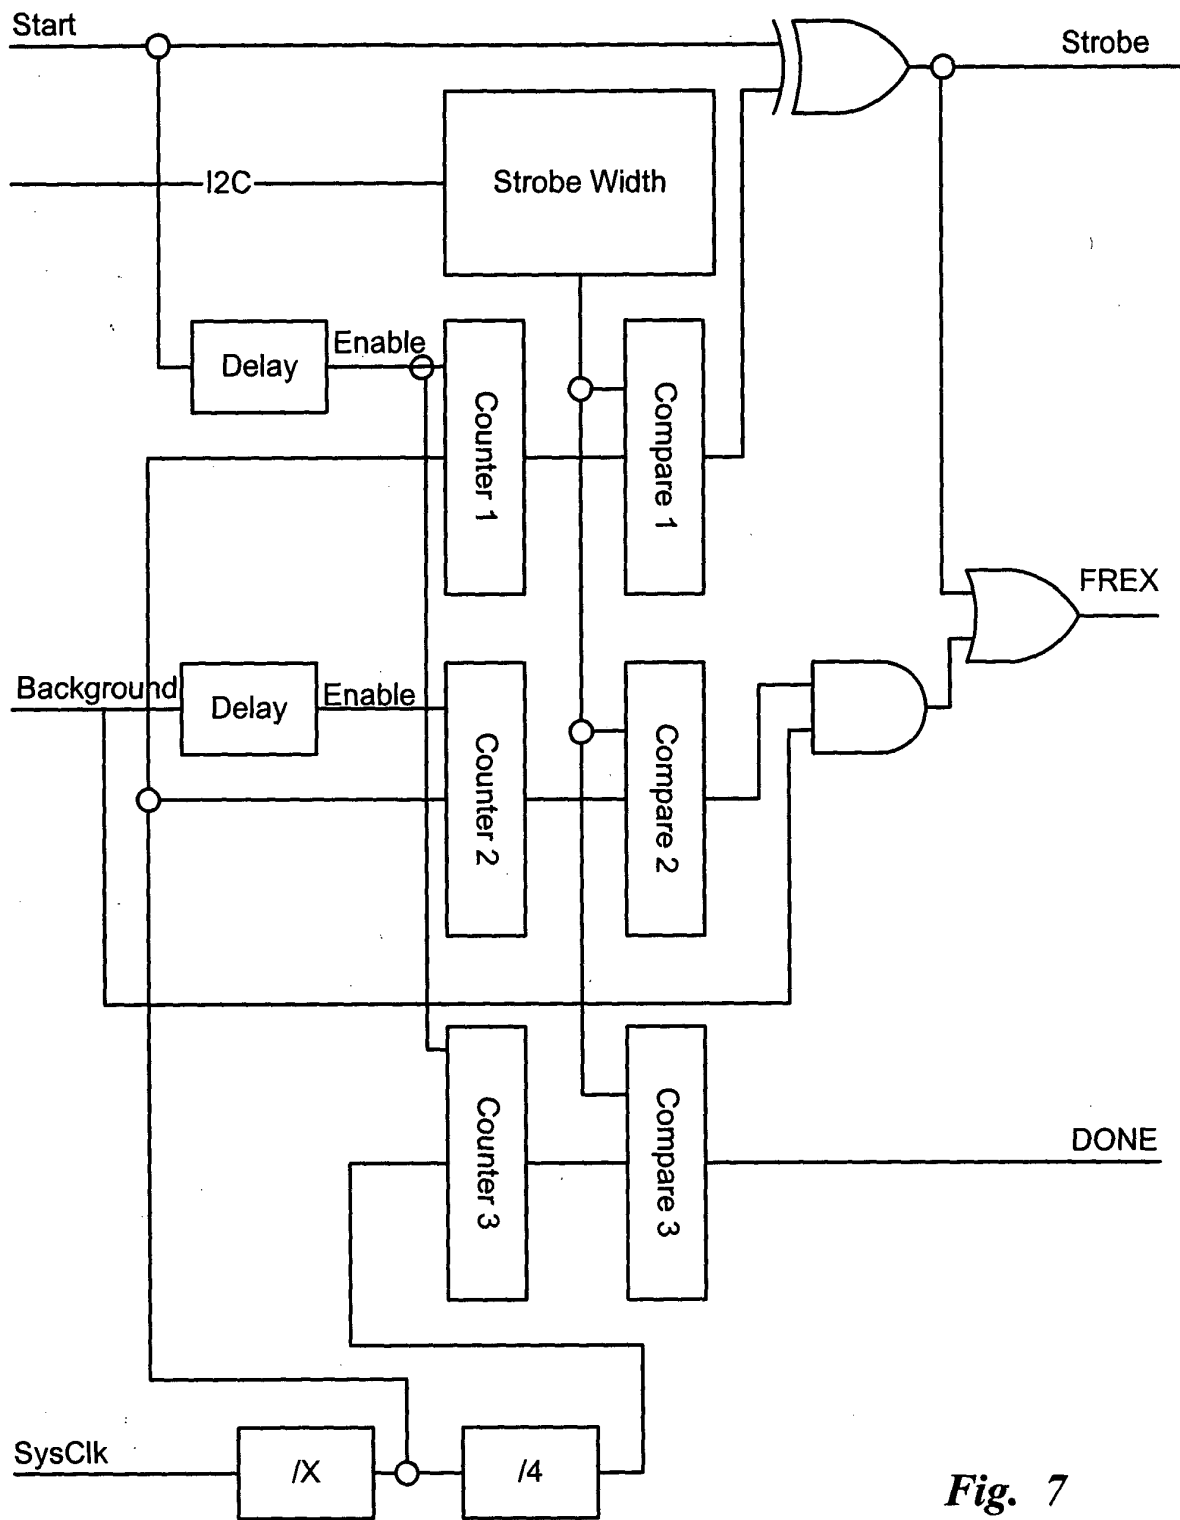 Start
Strobe
I2C
Strobe Width
Delay
Enable
Counter 1
Compare 1
FREX
Background
Delay
Enable
Counter 2
Compare 2
Counter 3
Compare 3
DONE
SysClk
/X
/4
Fig. 7